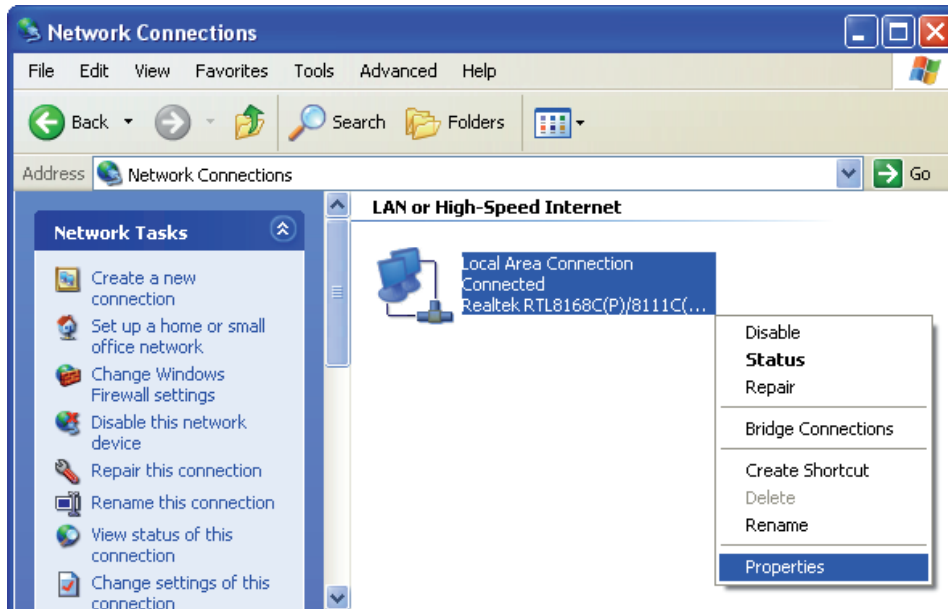 Network Connections
File Edit View Favorites Tools Advanced Help
Back Search Folders
Address Network Connections Go
Network Tasks
Create a new
connection
Set up a home or small
office network
Change Windows
Firewall settings
Disable this network
device
Repair this connection
Rename this connection
View status of this
connection
Change settings of this
connection
LAN or High-Speed Internet
Local Area Connection
Connected
Realtek RTL8168C(P)/8111C(...
Disable
Status
Repair
Bridge Connections
Create Shortcut
Delete
Rename
Properties